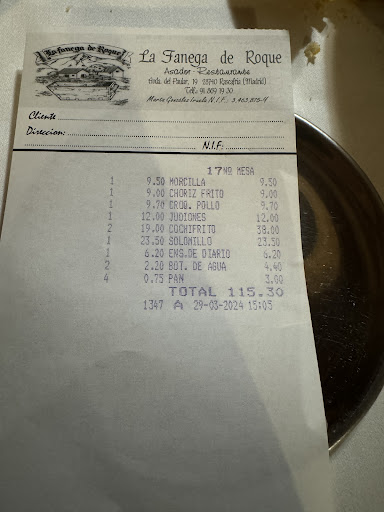 La Fanega de Roque
La Fanega de Roque
Asador-Restaurante
Avda. del Paular, 19 28740 Rascafría (Madrid)
Telf.: 91 869 19 30
Cliente
Direccion:
N.I.F.:
17Nº MESA
1 9.50 MORCILLA 9.50
1 9.00 CHORIZ FRITO 9.00
1 9.70 CROQ. POLLO 9.70
1 12.00 JUDIONES 12.00
2 19.00 COCHIFRITO 38.00
1 23.50 SOLOMILLO 23.50
1 6.20 ENS.DE DIARIO 6.20
2 2.20 BOT. DE AGUA 4.40
4 0.75 PAN 3.00
TOTAL 115.30
1347 A 29-03-2024 15:05